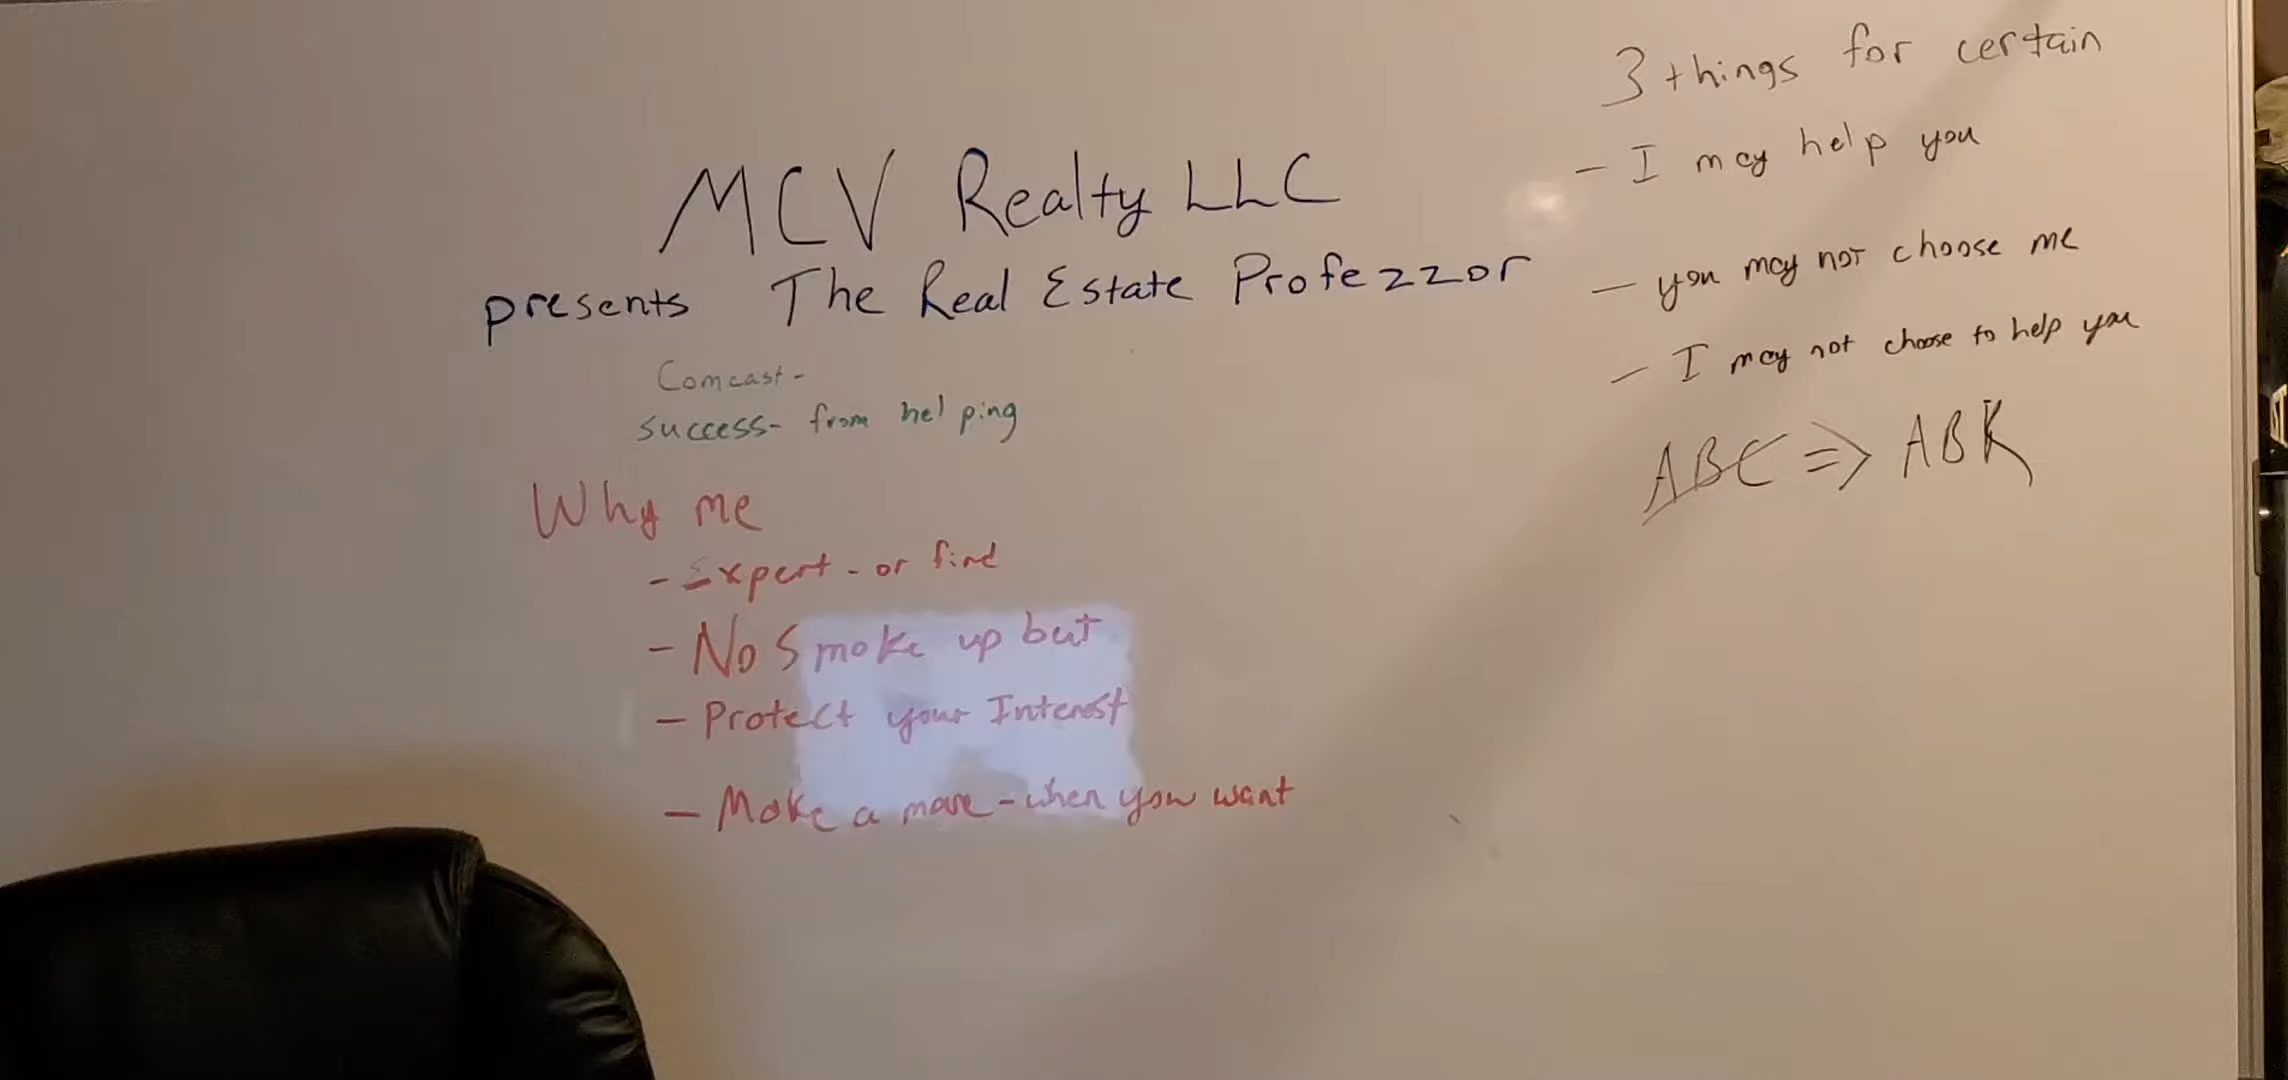 MCV Realty LLC
presents The Real Estate Profezzor
Comcast-
success- from helping
Why me
- Expert - or find
- No Smoke up but
- Protect your Interest
- Make a move - when you want
3 things for certain
- I may help you
- you may not choose me
- I may not choose to help you
ABC => ABK